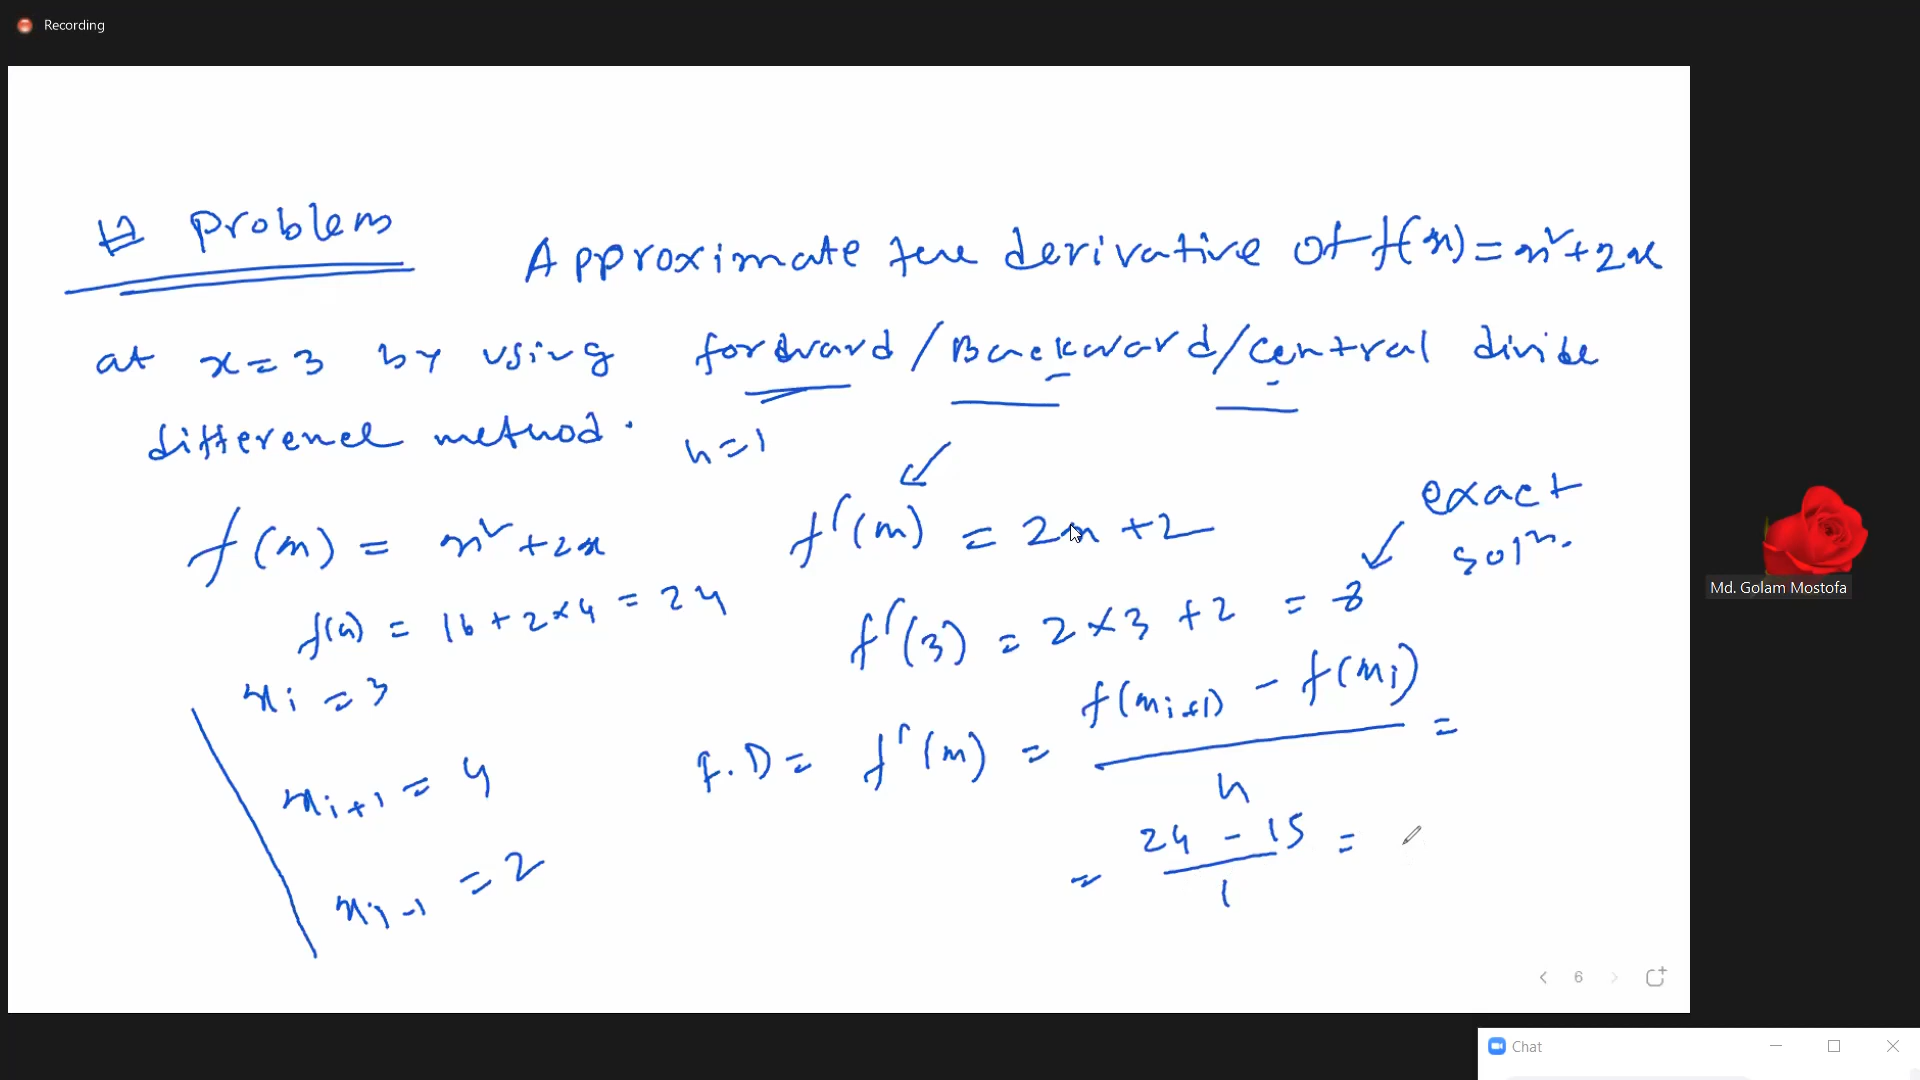 Recording
# Problem
Approximate the derivative of f(x) = x² + 2x
at x = 3 by using forward / Backward / central divide
difference method. h = 1
f(x) = x² + 2x
f'(x) = 2x + 2
exact
soln.
f(4) = 16 + 2×4 = 24
f'(3) = 2×3 + 2 = 8
xi = 3
xi+1 = 4
xi-1 = 2
F.D = f'(x) = f(xi+1) - f(xi) =
h
= 24 - 15 =
1
Md. Golam Mostofa
6
Chat